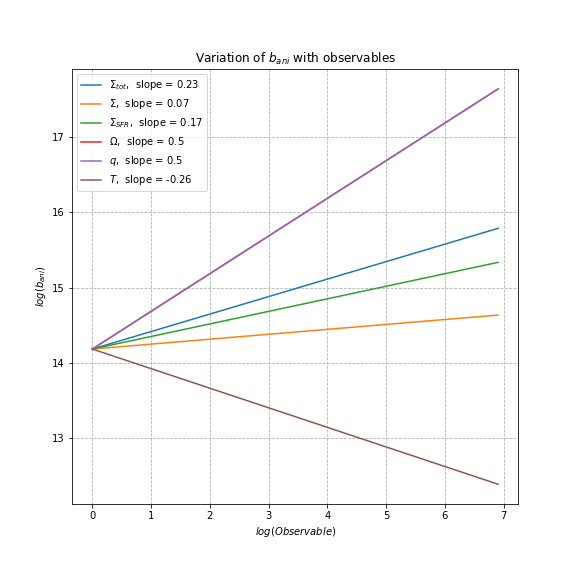 Variation of b_ani with observables
Σ_tot, slope = 0.23
Σ, slope = 0.07
Σ_SFR, slope = 0.17
Ω, slope = 0.5
q, slope = 0.5
T, slope = -0.26
17
16
15
14
13
log(b_ani)
0 1 2 3 4 5 6 7
log(Observable)